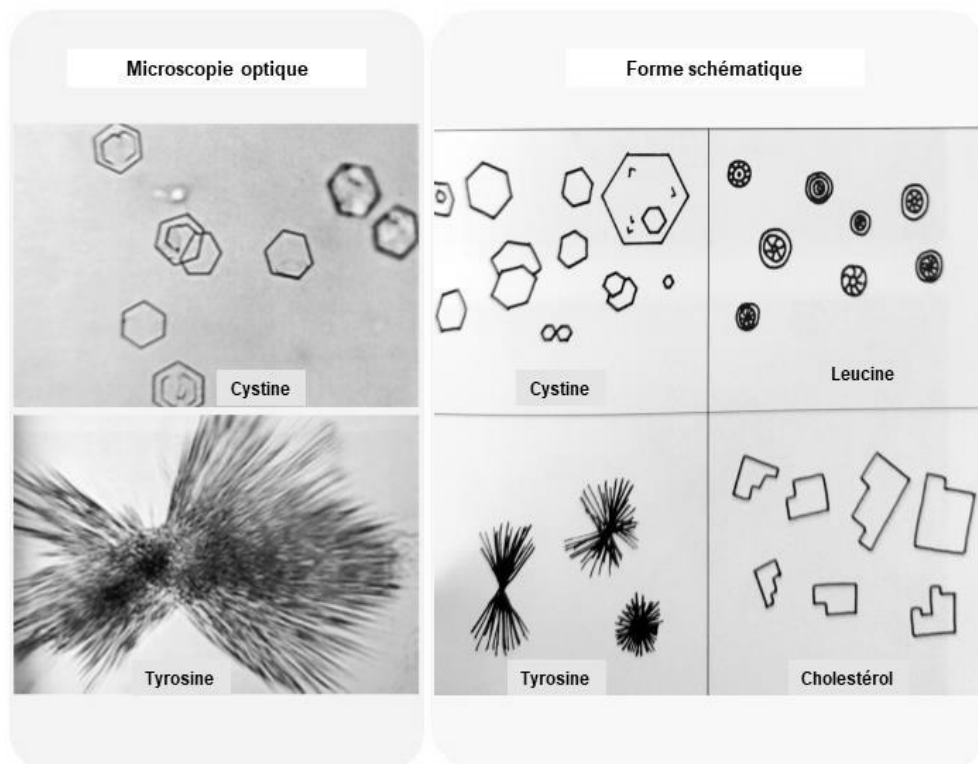 Microscopie optique
Forme schématique
Cystine
Cystine
Leucine
Tyrosine
Tyrosine
Cholestérol